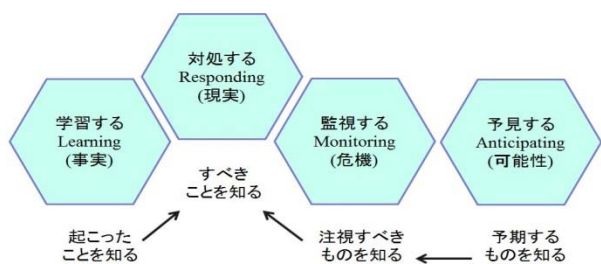 学習する
Learning
(事実)
対処する
Responding
(現実)
監視する
Monitoring
(危機)
予見する
Anticipating
(可能性)
すべき
ことを知る
起こった
ことを知る
注視すべき
ものを知る
予期する
ものを知る